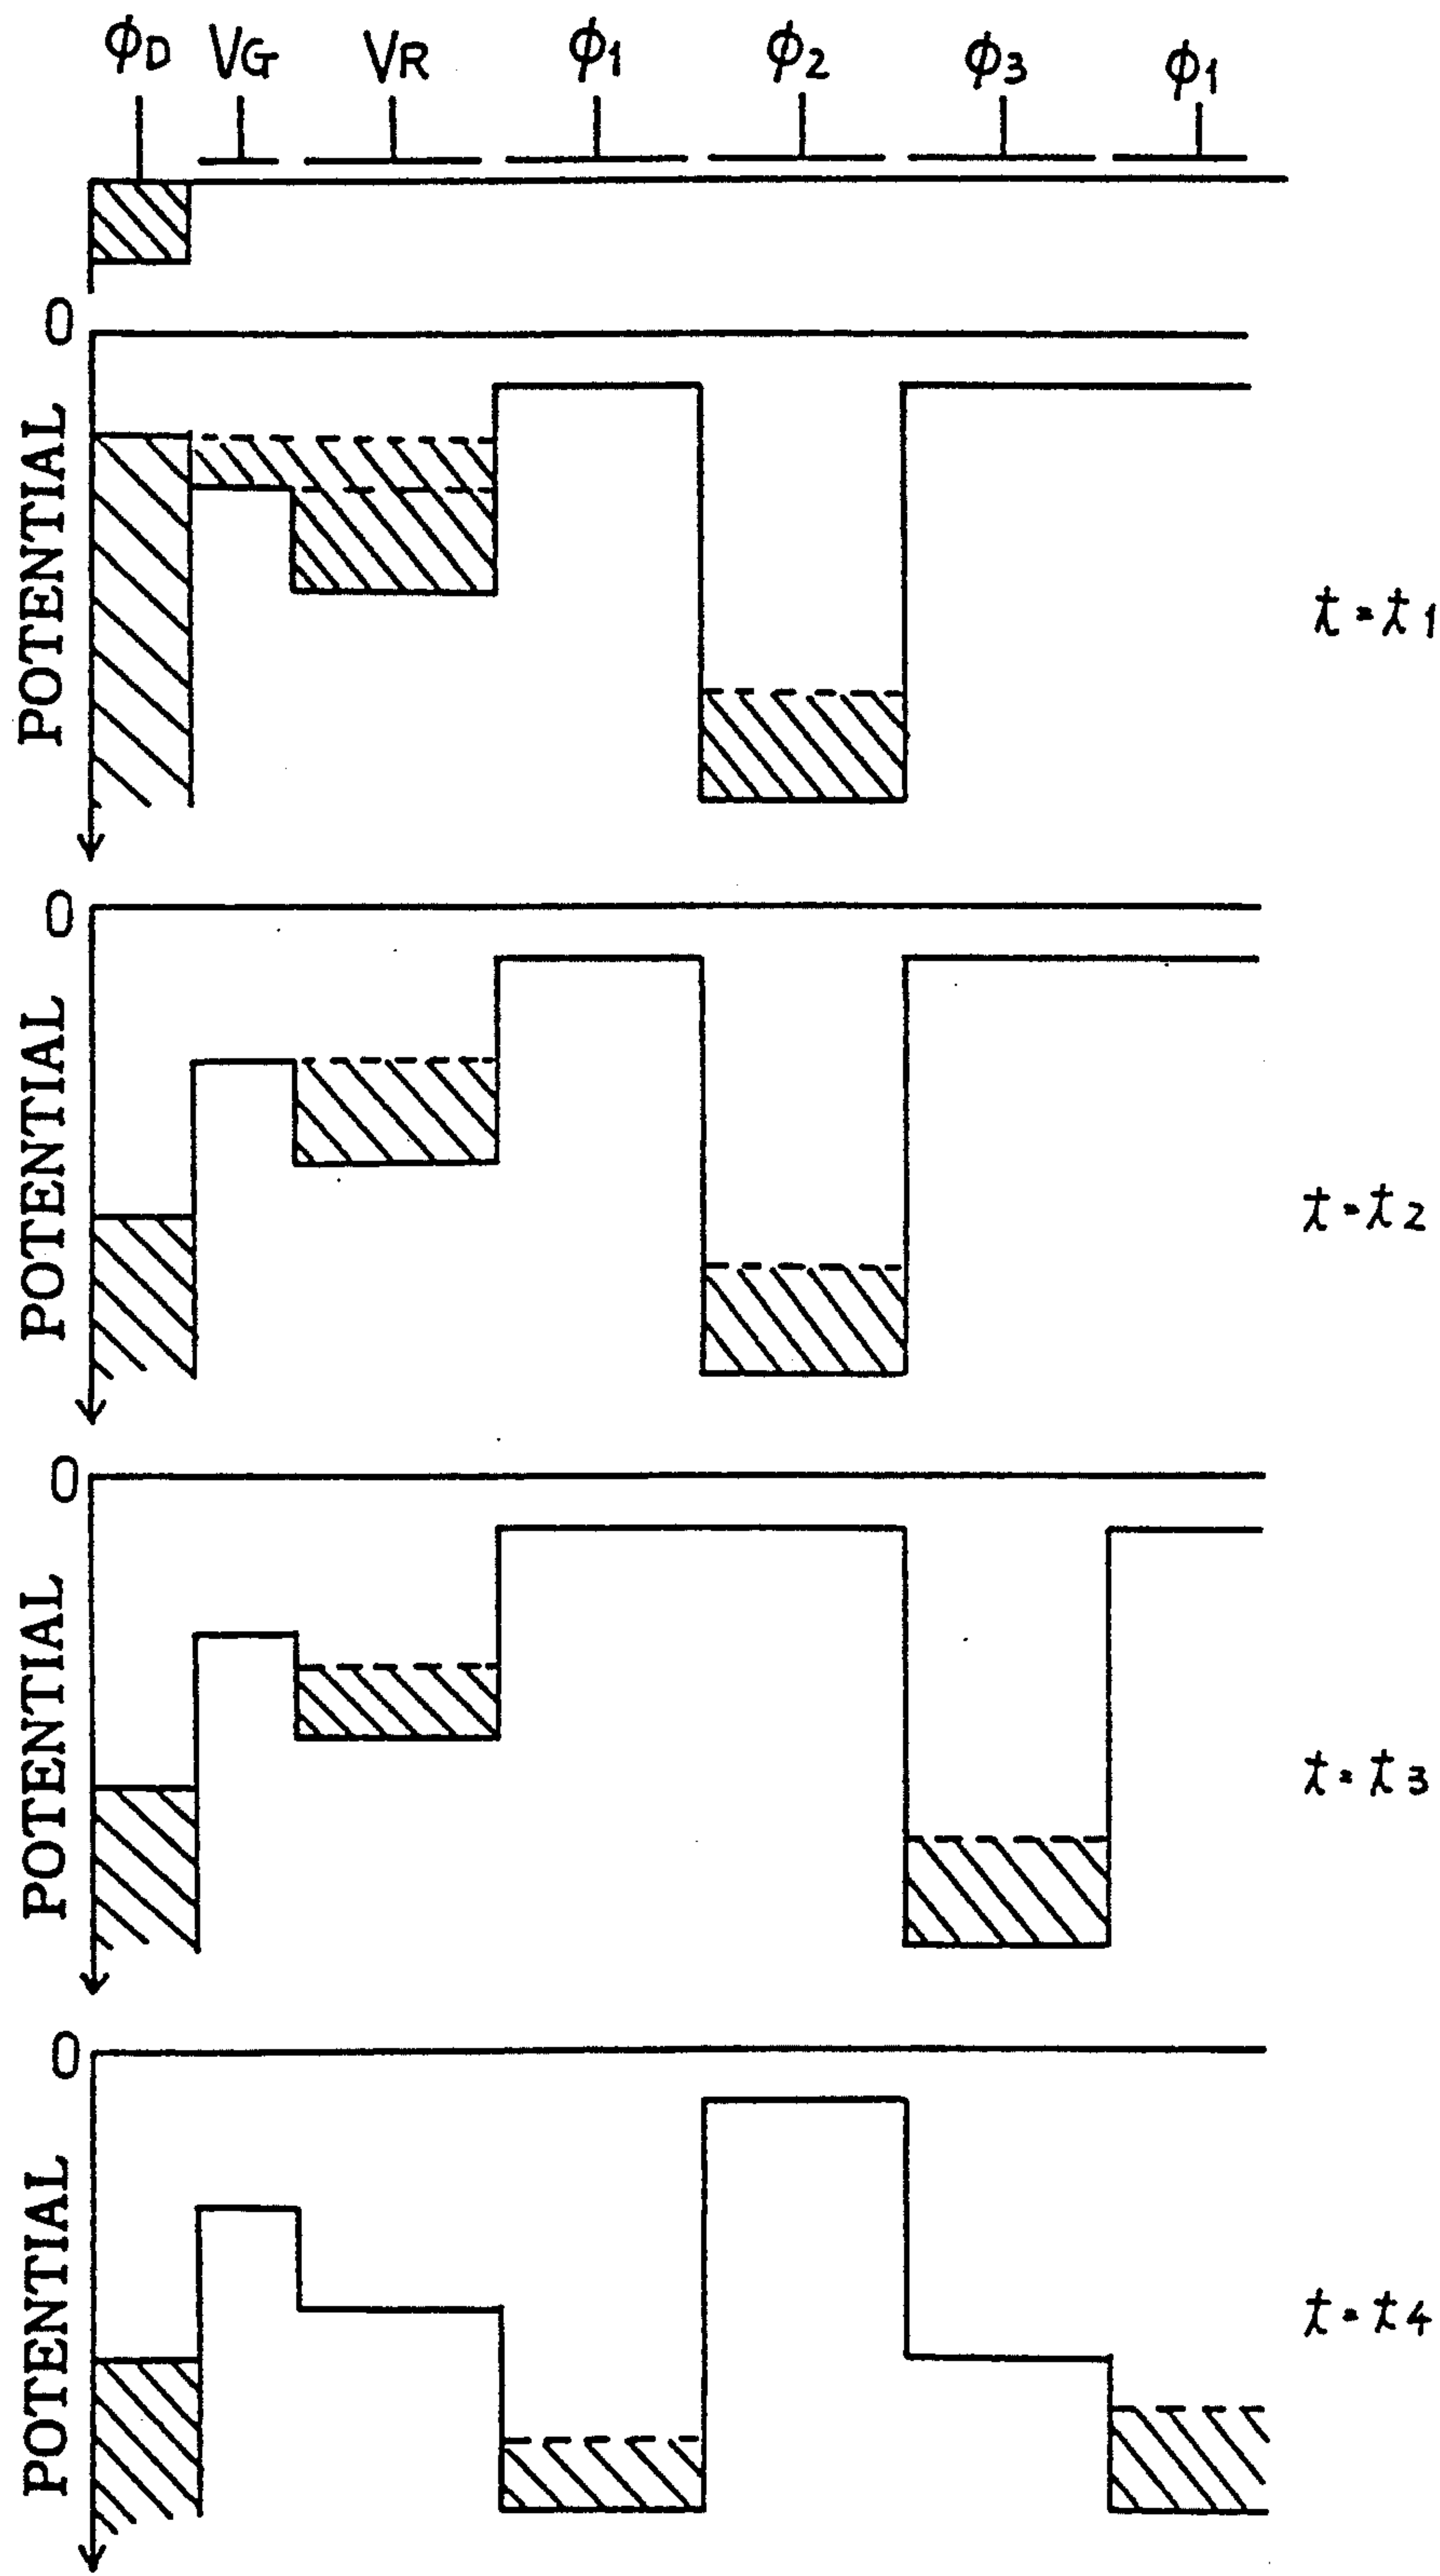 ϕD VG VR ϕ1 ϕ2 ϕ3 ϕ1
0
POTENTIAL
t=t1
0
POTENTIAL
t=t2
0
POTENTIAL
t=t3
0
POTENTIAL
t=t4